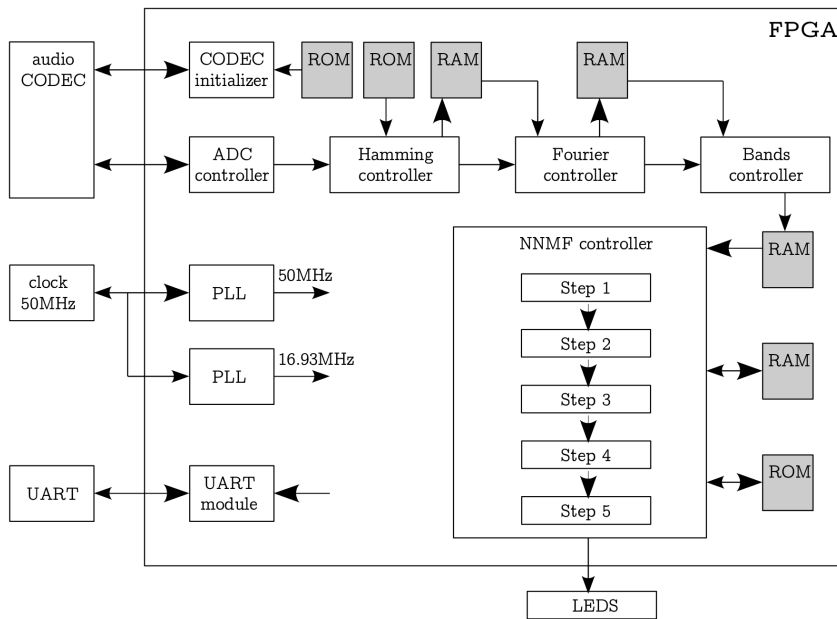 FPGA
audio
CODEC
CODEC
initializer
ROM
ROM
RAM
RAM
ADC
controller
Hamming
controller
Fourier
controller
Bands
controller
NNMF controller
RAM
clock
50MHz
PLL
50MHz
Step 1
Step 2
PLL
16.93MHz
RAM
Step 3
Step 4
ROM
UART
UART
module
Step 5
LEDS